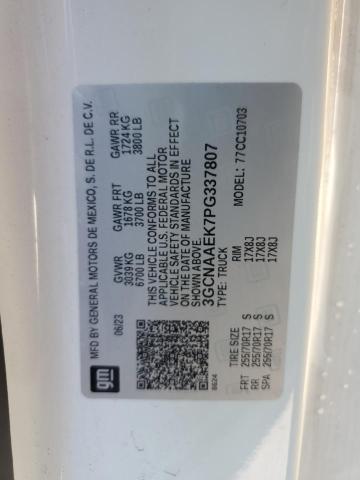 MFD BY GENERAL MOTORS DE MEXICO, S. DE R.L. DE C.V.
06/23 GVWR GAWR FRT GAWR RR
3039 KG 1678 KG 1724 KG
6700 LB 3700 LB 3800 LB
THIS VEHICLE CONFORMS TO ALL
APPLICABLE U.S. FEDERAL MOTOR
VEHICLE SAFETY STANDARDS IN EFFECT
ON THE DATE OF MANUFACTURE
SHOWN ABOVE.
3GCNAAEK7PG337807
TYPE: TRUCK MODEL: 77CC10703
TIRE SIZE RIM
FRT 255/70R17 S 17X8J
RR 255/70R17 S 17X8J
SPA 255/70R17 S 17X8J
gm
8624